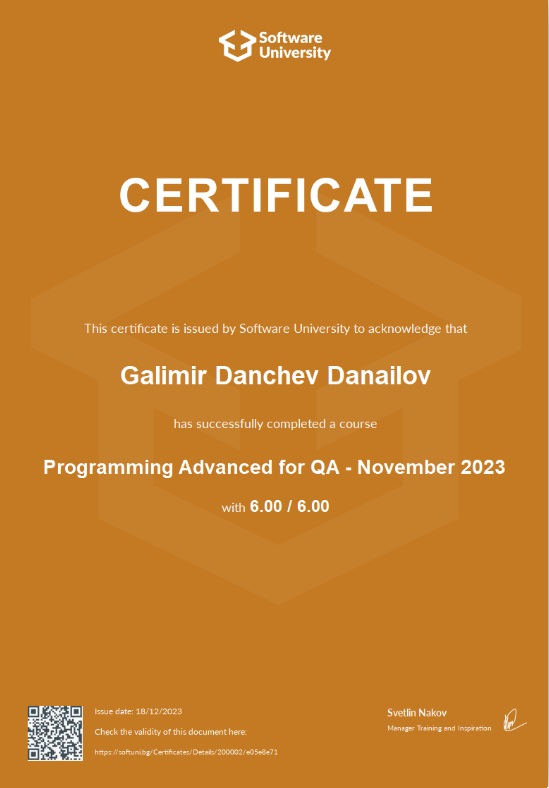 Software
University
CERTIFICATE
This certificate is issued by Software University to acknowledge that
Galimir Danchev Danailov
has successfully completed a course
Programming Advanced for QA - November 2023
with 6.00 / 6.00
Issue date: 18/12/2023
Check the validity of this document here:
https://softuni.bg/Certificates/Details/200002/e05e8e71
Svetlin Nakov
Manager Training and Inspiration